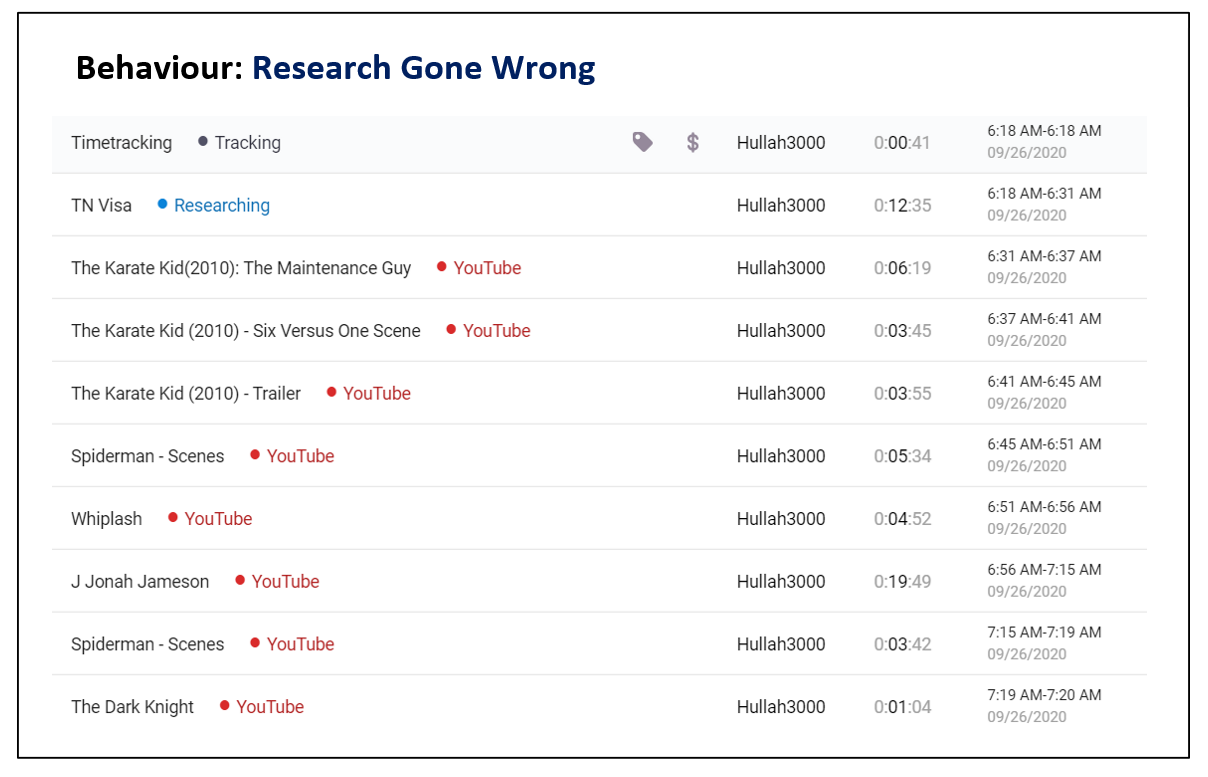 Behaviour: Research Gone Wrong
Timetracking Tracking $ Hullah3000 0:00:41 6:18 AM-6:18 AM
09/26/2020
TN Visa Researching Hullah3000 0:12:35 6:18 AM-6:31 AM
09/26/2020
The Karate Kid(2010): The Maintenance Guy YouTube Hullah3000 0:06:19 6:31 AM-6:37 AM
09/26/2020
The Karate Kid (2010) - Six Versus One Scene YouTube Hullah3000 0:03:45 6:37 AM-6:41 AM
09/26/2020
The Karate Kid (2010) - Trailer YouTube Hullah3000 0:03:55 6:41 AM-6:45 AM
09/26/2020
Spiderman - Scenes YouTube Hullah3000 0:05:34 6:45 AM-6:51 AM
09/26/2020
Whiplash YouTube Hullah3000 0:04:52 6:51 AM-6:56 AM
09/26/2020
J Jonah Jameson YouTube Hullah3000 0:19:49 6:56 AM-7:15 AM
09/26/2020
Spiderman - Scenes YouTube Hullah3000 0:03:42 7:15 AM-7:19 AM
09/26/2020
The Dark Knight YouTube Hullah3000 0:01:04 7:19 AM-7:20 AM
09/26/2020